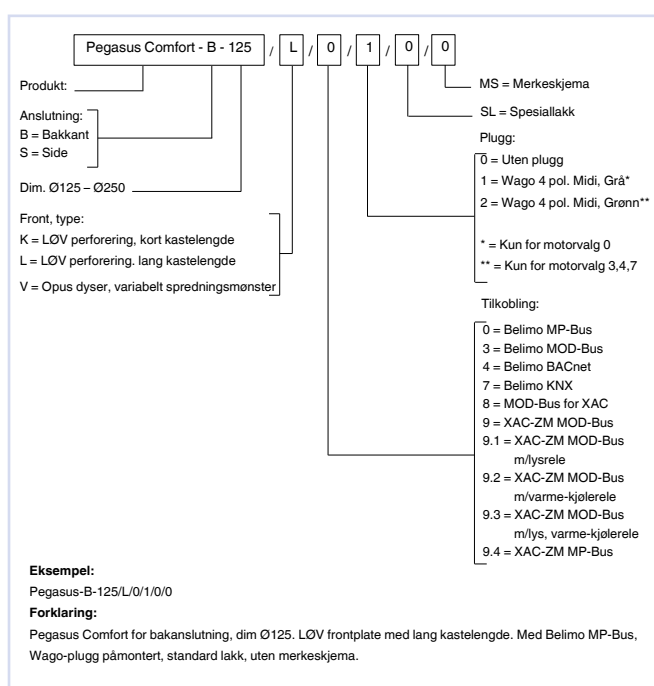 Pegasus Comfort - B - 125 / L / 0 / 1 / 0 / 0
Produkt:
Anslutning:
B = Bakkant
S = Side
Dim. Ø125 – Ø250
Front, type:
K = LØV perforering, kort kastelengde
L = LØV perforering. lang kastelengde
V = Opus dyser, variabelt spredningsmønster
MS = Merkeskjema
SL = Spesiallakk
Plugg:
0 = Uten plugg
1 = Wago 4 pol. Midi, Grå*
2 = Wago 4 pol. Midi, Grønn**
* = Kun for motorvalg 0
** = Kun for motorvalg 3,4,7
Tilkobling:
0 = Belimo MP-Bus
3 = Belimo MOD-Bus
4 = Belimo BACnet
7 = Belimo KNX
8 = MOD-Bus for XAC
9 = XAC-ZM MOD-Bus
9.1 = XAC-ZM MOD-Bus
m/lysrele
9.2 = XAC-ZM MOD-Bus
m/varme-kjølerele
9.3 = XAC-ZM MOD-Bus
m/lys, varme-kjølerele
9.4 = XAC-ZM MP-Bus
Eksempel:
Pegasus-B-125/L/0/1/0/0
Forklaring:
Pegasus Comfort for bakanslutning, dim Ø125. LØV frontplate med lang kastelengde. Med Belimo MP-Bus,
Wago-plugg påmontert, standard lakk, uten merkeskjema.